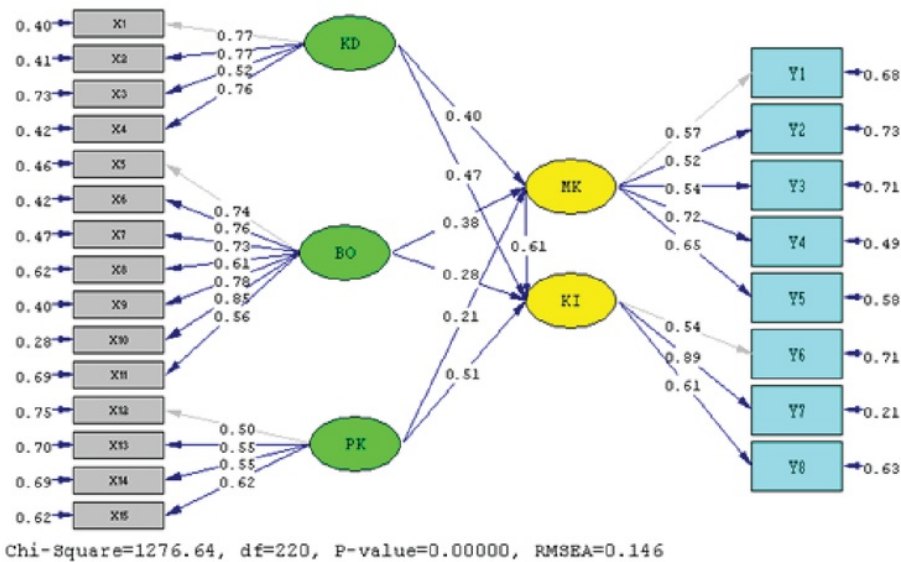 0.40 X1
0.41 X2
0.73 X3
0.42 X4
0.46 X5
0.42 X6
0.47 X7
0.62 X8
0.40 X9
0.28 X10
0.69 X11
0.75 X12
0.70 X13
0.69 X14
0.62 X15
0.77
0.77
0.52
0.76
KD
0.74
0.76
0.73
0.61
0.78
0.85
0.56
BO
0.50
0.55
0.55
0.62
PK
0.40
0.47
0.38
0.28
0.21
0.51
0.61
MK
KI
0.57
0.52
0.54
0.72
0.65
0.54
0.89
0.61
Y1 0.68
Y2 0.73
Y3 0.71
Y4 0.49
Y5 0.58
Y6 0.71
Y7 0.21
Y8 0.63
Chi-Square=1276.64, df=220, P-value=0.00000, RMSEA=0.146